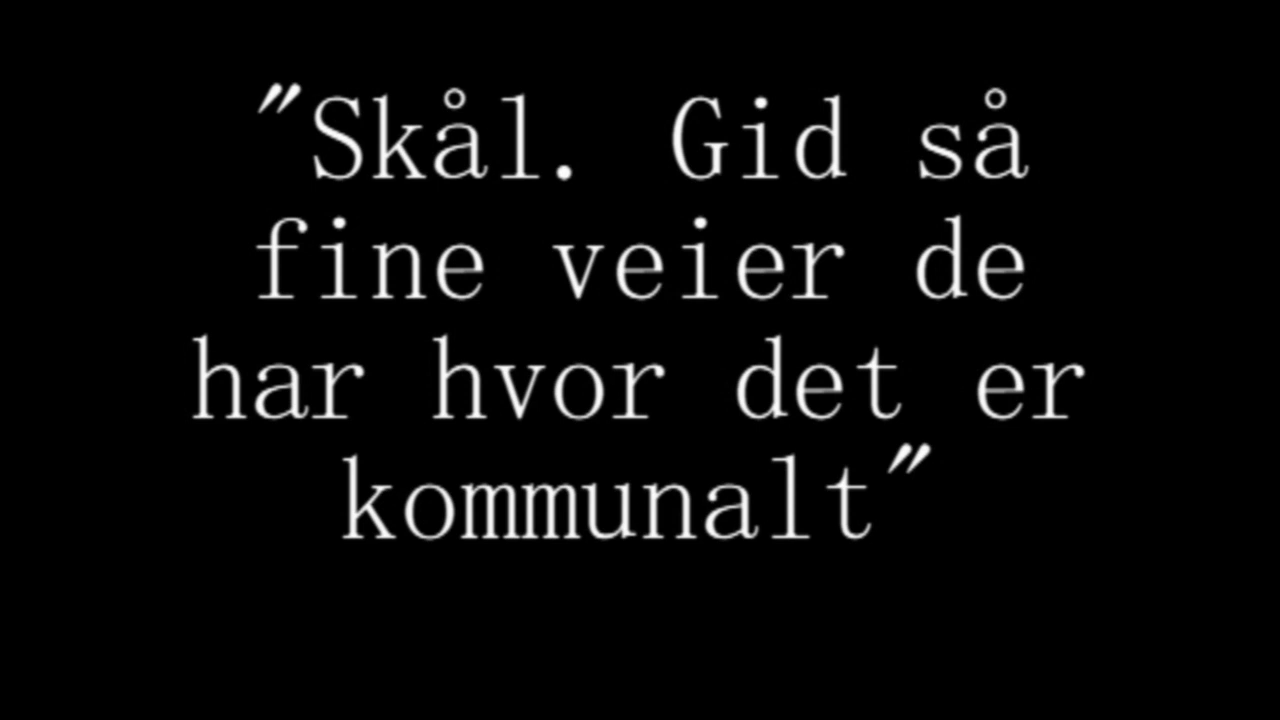 "Skål. Gid så
fine veier de
har hvor det er
kommunalt"